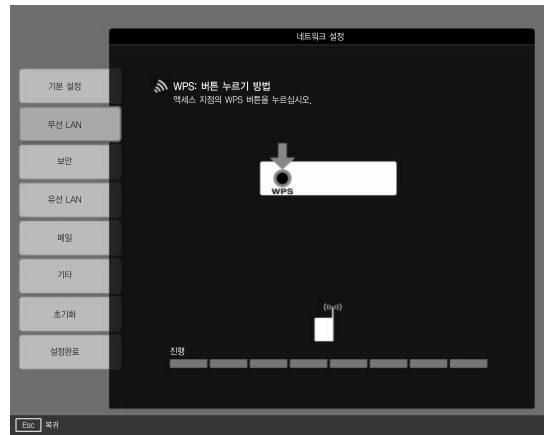 네트워크 설정
기본 설정
무선 LAN
보안
유선 LAN
메일
기타
초기화
설정완료
WPS: 버튼 누르기 방법
액세스 지점의 WPS 버튼을 누르십시오.
WPS
진행
Esc 복귀